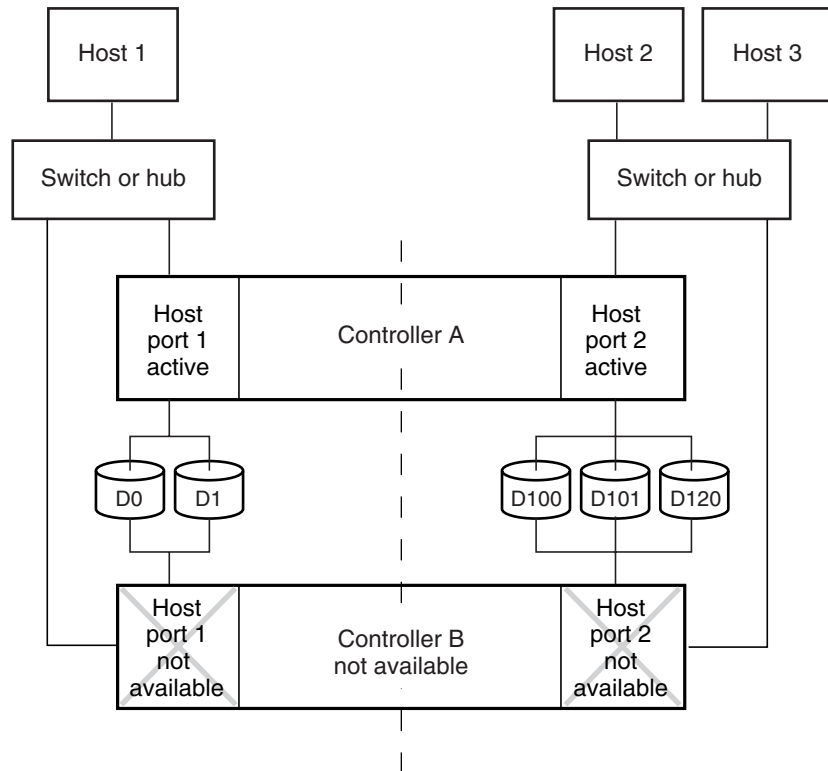 Host 1
Host 2
Host 3
Switch or hub
Switch or hub
Host
port 1
active
Controller A
Host
port 2
active
D0
D1
D100
D101
D120
Host
port 1
not
available
Controller B
not available
Host
port 2
not
available